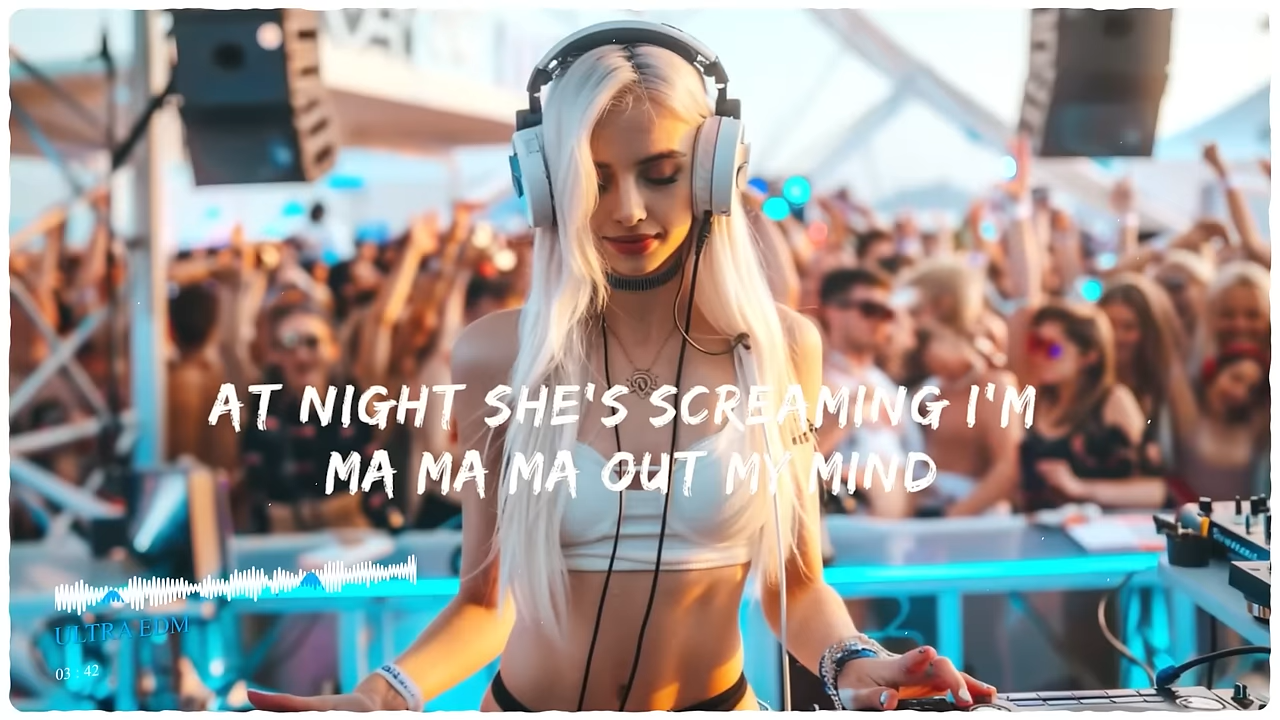 AT NIGHT SHE'S SCREAMING I'M
MA MA MA OUT MY MIND
ULTRA EDM
03 : 42